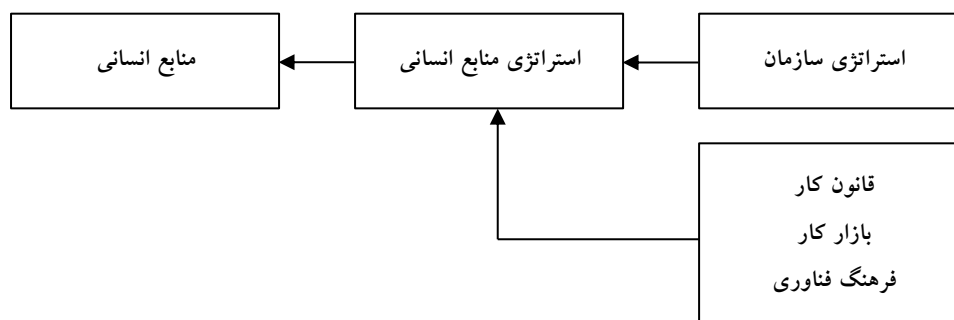 استراتژی سازمان
استراتژی منابع انسانی
منابع انسانی
قانون کار
بازار کار
فرهنگ فناوری